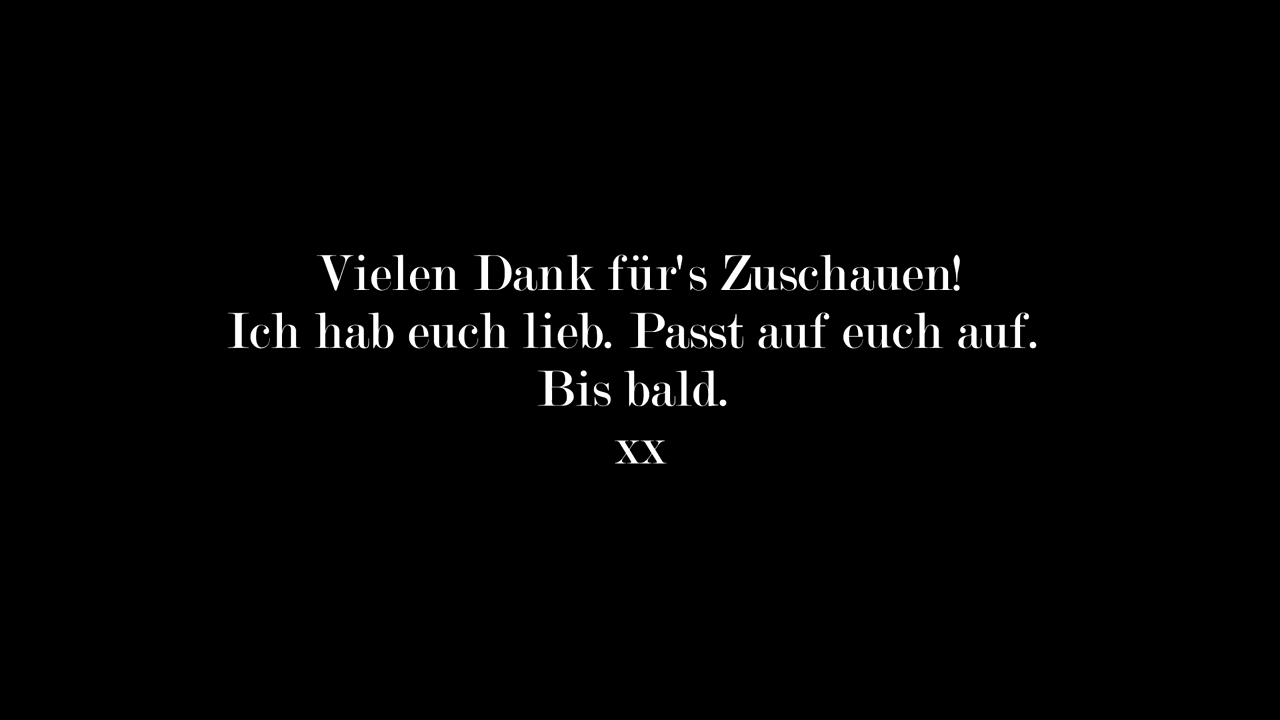 Vielen Dank für's Zuschauen!
Ich hab euch lieb. Passt auf euch auf.
Bis bald.
xx